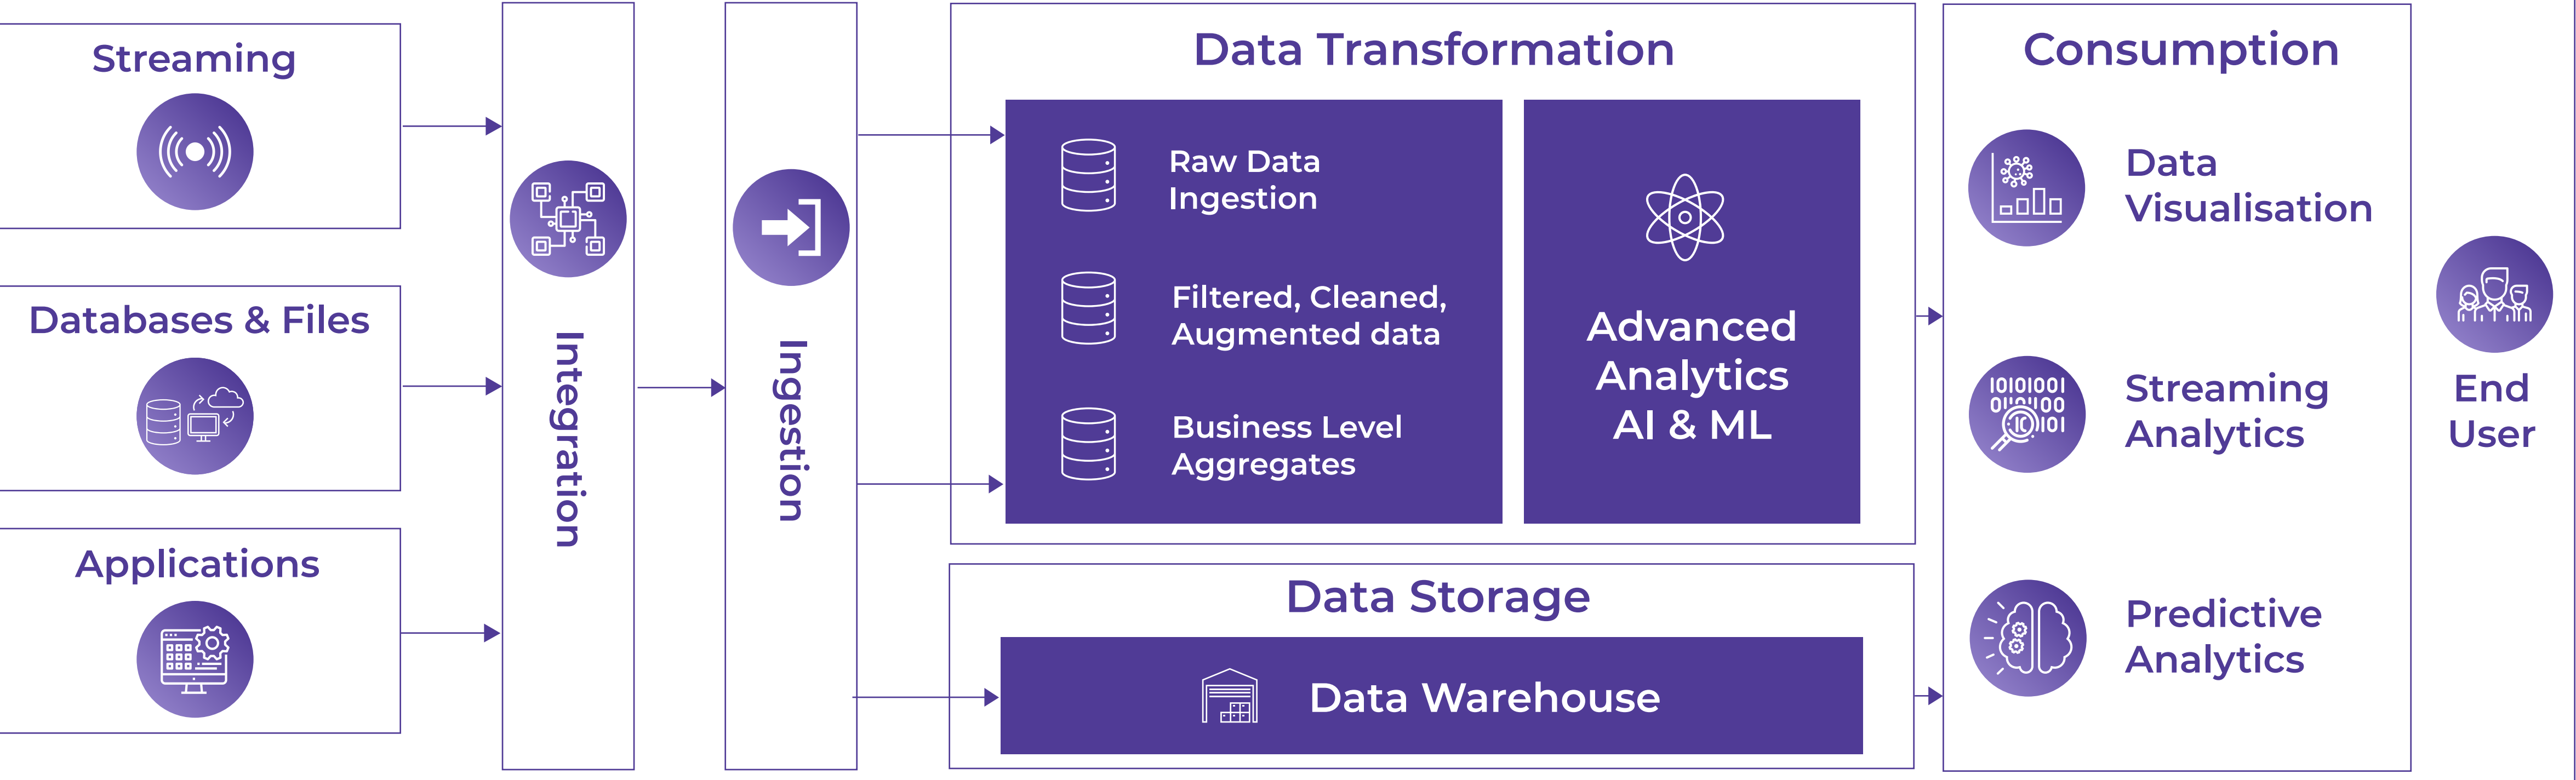 Streaming
Databases & Files
Applications
Integration
Ingestion
Data Transformation
Raw Data
Ingestion
Filtered, Cleaned,
Augmented data
Business Level
Aggregates
Advanced
Analytics
AI & ML
Data Storage
Data Warehouse
Consumption
Data
Visualisation
10101001
Streaming
Analytics
Predictive
Analytics
End
User